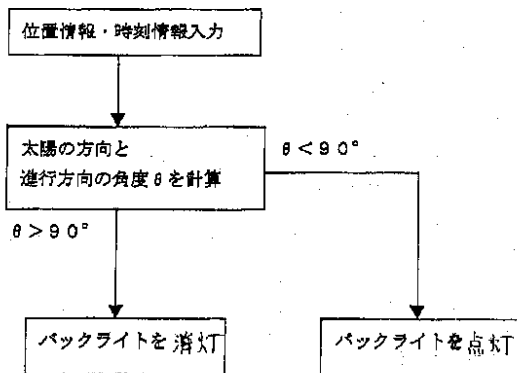 位置情報・時刻情報入力
太陽の方向と
進行方向の角度θを計算
θ<90°
θ>90°
バックライトを消灯
バックライトを点灯